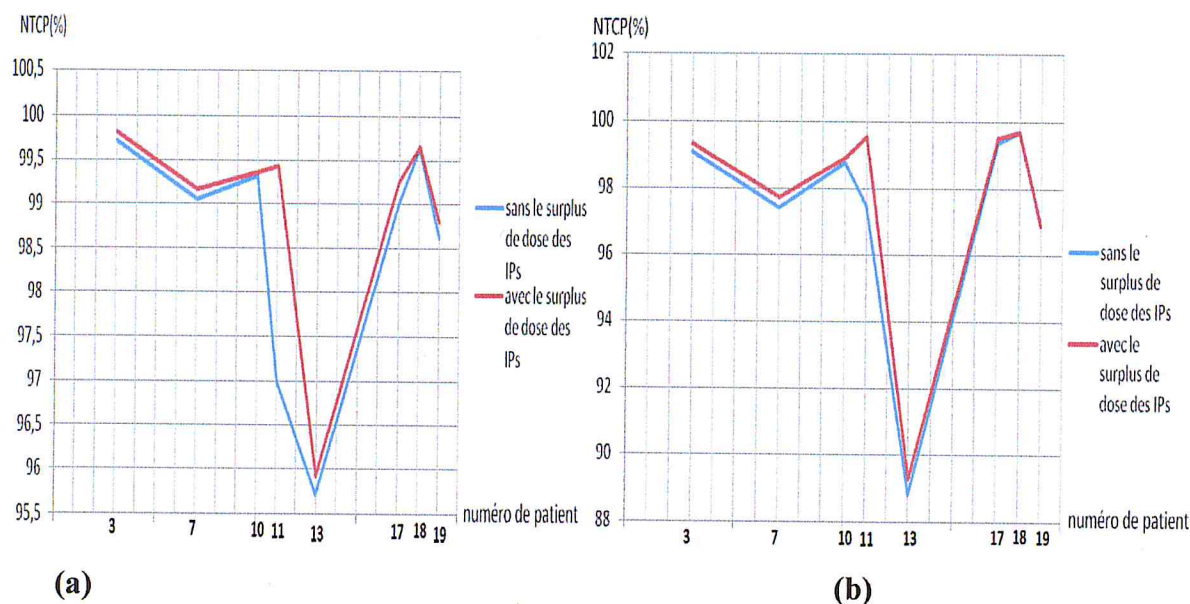 NTCP(%)
100,5
100
99,5
99
98,5
98
97,5
97
96,5
96
95,5
3 7 10 11 13 17 18 19
numéro de patient
sans le surplus
de dose des
IPs
avec le surplus
de dose des
IPs
(a)
NTCP(%)
102
100
98
96
94
92
90
88
3 7 10 11 13 17 18 19
numéro de patient
sans le
surplus de
dose des IPs
avec le
surplus de
dose des IPs
(b)